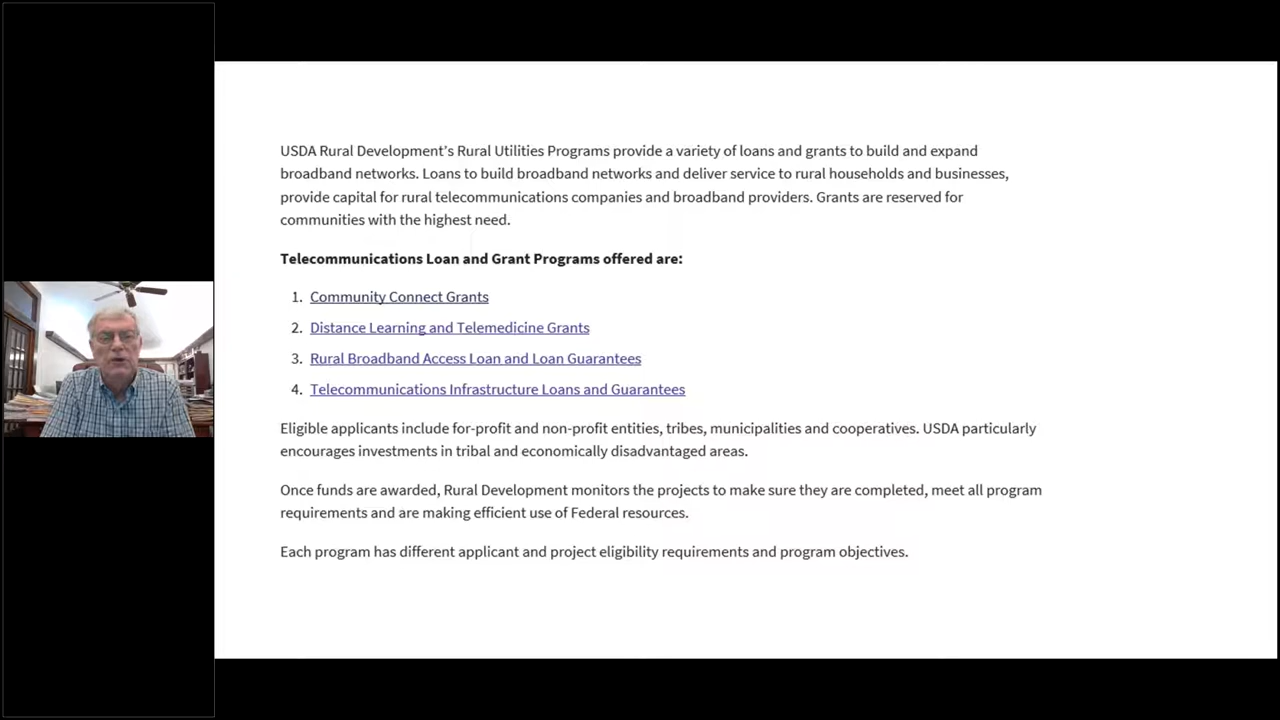 USDA Rural Development's Rural Utilities Programs provide a variety of loans and grants to build and expand
broadband networks. Loans to build broadband networks and deliver service to rural households and businesses,
provide capital for rural telecommunications companies and broadband providers. Grants are reserved for
communities with the highest need.
Telecommunications Loan and Grant Programs offered are:
1. Community Connect Grants
2. Distance Learning and Telemedicine Grants
3. Rural Broadband Access Loan and Loan Guarantees
4. Telecommunications Infrastructure Loans and Guarantees
Eligible applicants include for-profit and non-profit entities, tribes, municipalities and cooperatives. USDA particularly
encourages investments in tribal and economically disadvantaged areas.
Once funds are awarded, Rural Development monitors the projects to make sure they are completed, meet all program
requirements and are making efficient use of Federal resources.
Each program has different applicant and project eligibility requirements and program objectives.